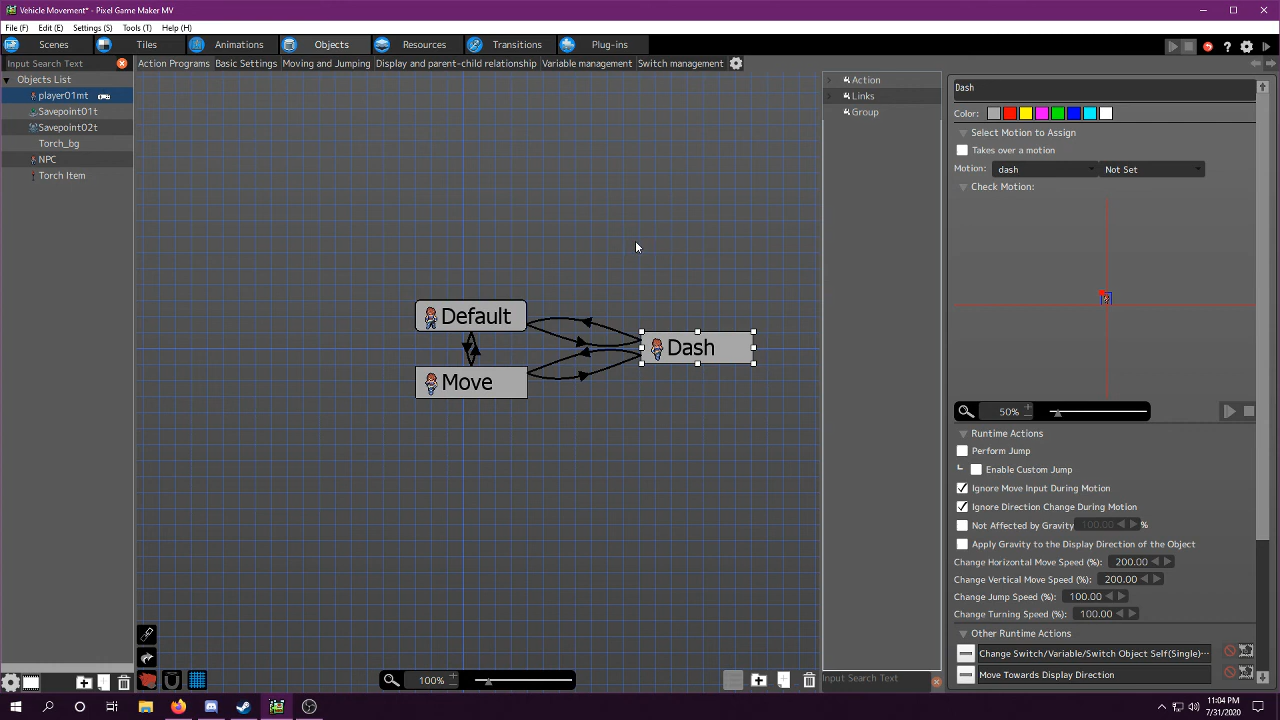 Vehicle Movement* - Pixel Game Maker MV
File (F) Edit (E) Settings (S) Tools (T) Help (H)
Scenes Tiles Animations Objects Resources Transitions Plug-ins
Input Search Text Action Programs Basic Settings Moving and Jumping Display and parent-child relationship Variable management Switch management
Objects List
player01mt
Savepoint01t
Savepoint02t
Torch_bg
NPC
Torch Item
Default
Move
Dash
100%
Action
Links
Group
Input Search Text
Dash
Color:
Select Motion to Assign
Takes over a motion
Motion: dash Not Set
Check Motion:
50%
Runtime Actions
Perform Jump
Enable Custom Jump
Ignore Move Input During Motion
Ignore Direction Change During Motion
Not Affected by Gravity 100.00 %
Apply Gravity to the Display Direction of the Object
Change Horizontal Move Speed (%): 200.00
Change Vertical Move Speed (%): 200.00
Change Jump Speed (%): 100.00
Change Turning Speed (%): 100.00
Other Runtime Actions
Change Switch/Variable/Switch Object Self(Single)···
Move Towards Display Direction
11:04 PM
7/31/2020